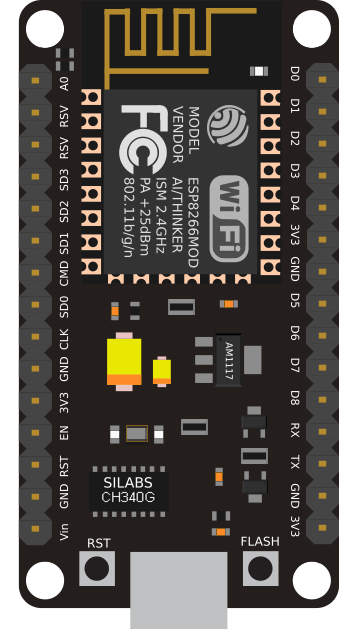 A0
RSV
RSV
SD3
SD2
SD1
CMD
SD0
CLK
GND
3V3
EN
RST
GND
Vin
FC
MODEL
VENDOR
ESP8266MOD
AI/THINKER
ISM 2.4GHz
PA +25dBm
802.11b/g/n
Wi Fi
D0
D1
D2
D3
D4
3V3
GND
D5
D6
D7
D8
RX
TX
GND
3V3
AM1117
SILABS
CH340G
RST
FLASH